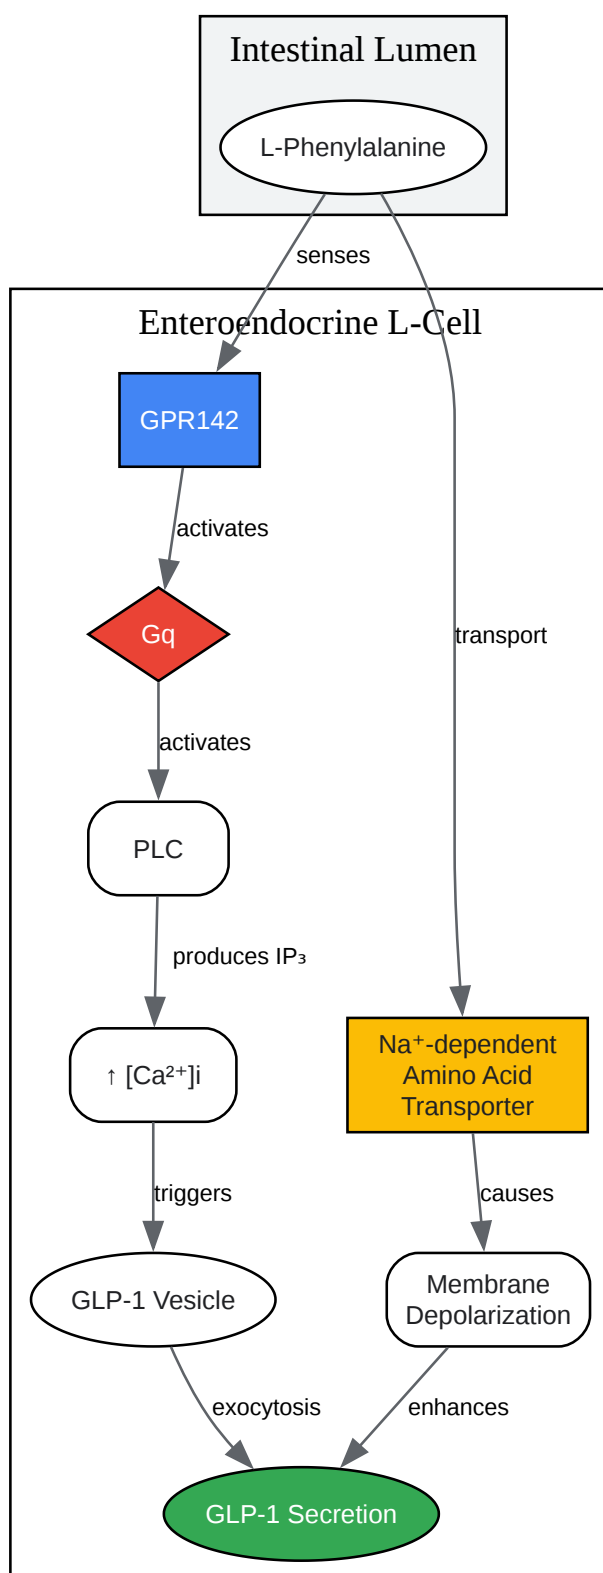 Intestinal Lumen
L-Phenylalanine
senses
Enteroendocrine L-Cell
GPR142
activates
Gq
transport
activates
PLC
produces IP₃
Na⁺-dependent
Amino Acid
Transporter
↑ [Ca²⁺]i
triggers
causes
GLP-1 Vesicle
Membrane
Depolarization
exocytosis
enhances
GLP-1 Secretion